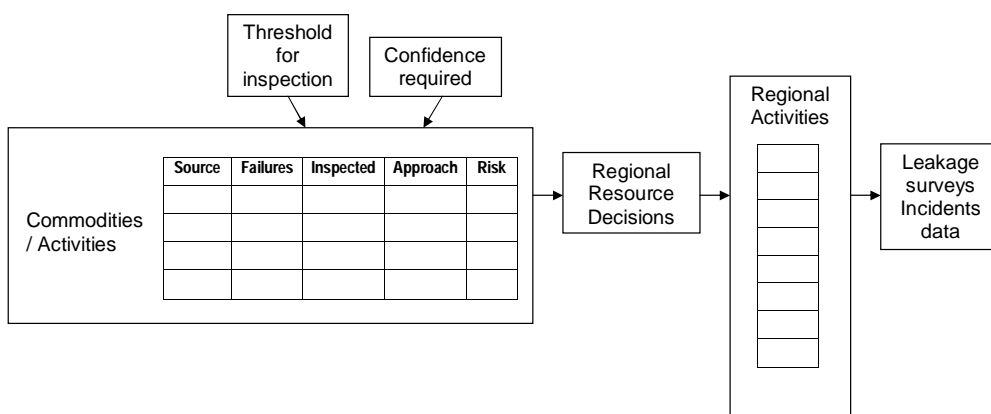 Threshold
for
inspection
Confidence
required
Commodities
/ Activities
Source Failures Inspected Approach Risk
Regional
Resource
Decisions
Regional
Activities
Leakage
surveys
Incidents
data